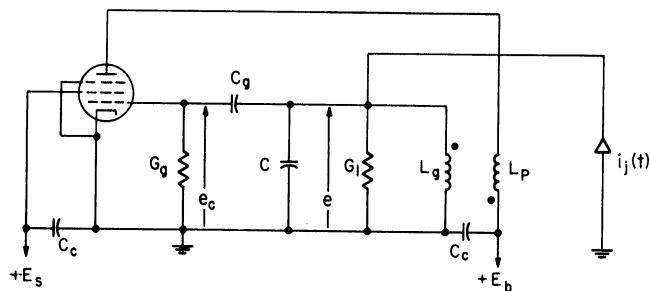 C_g
G_g
e_c
C
e
G_1
L_g
L_p
i_j(t)
C_c
C_c
+E_s
+E_b